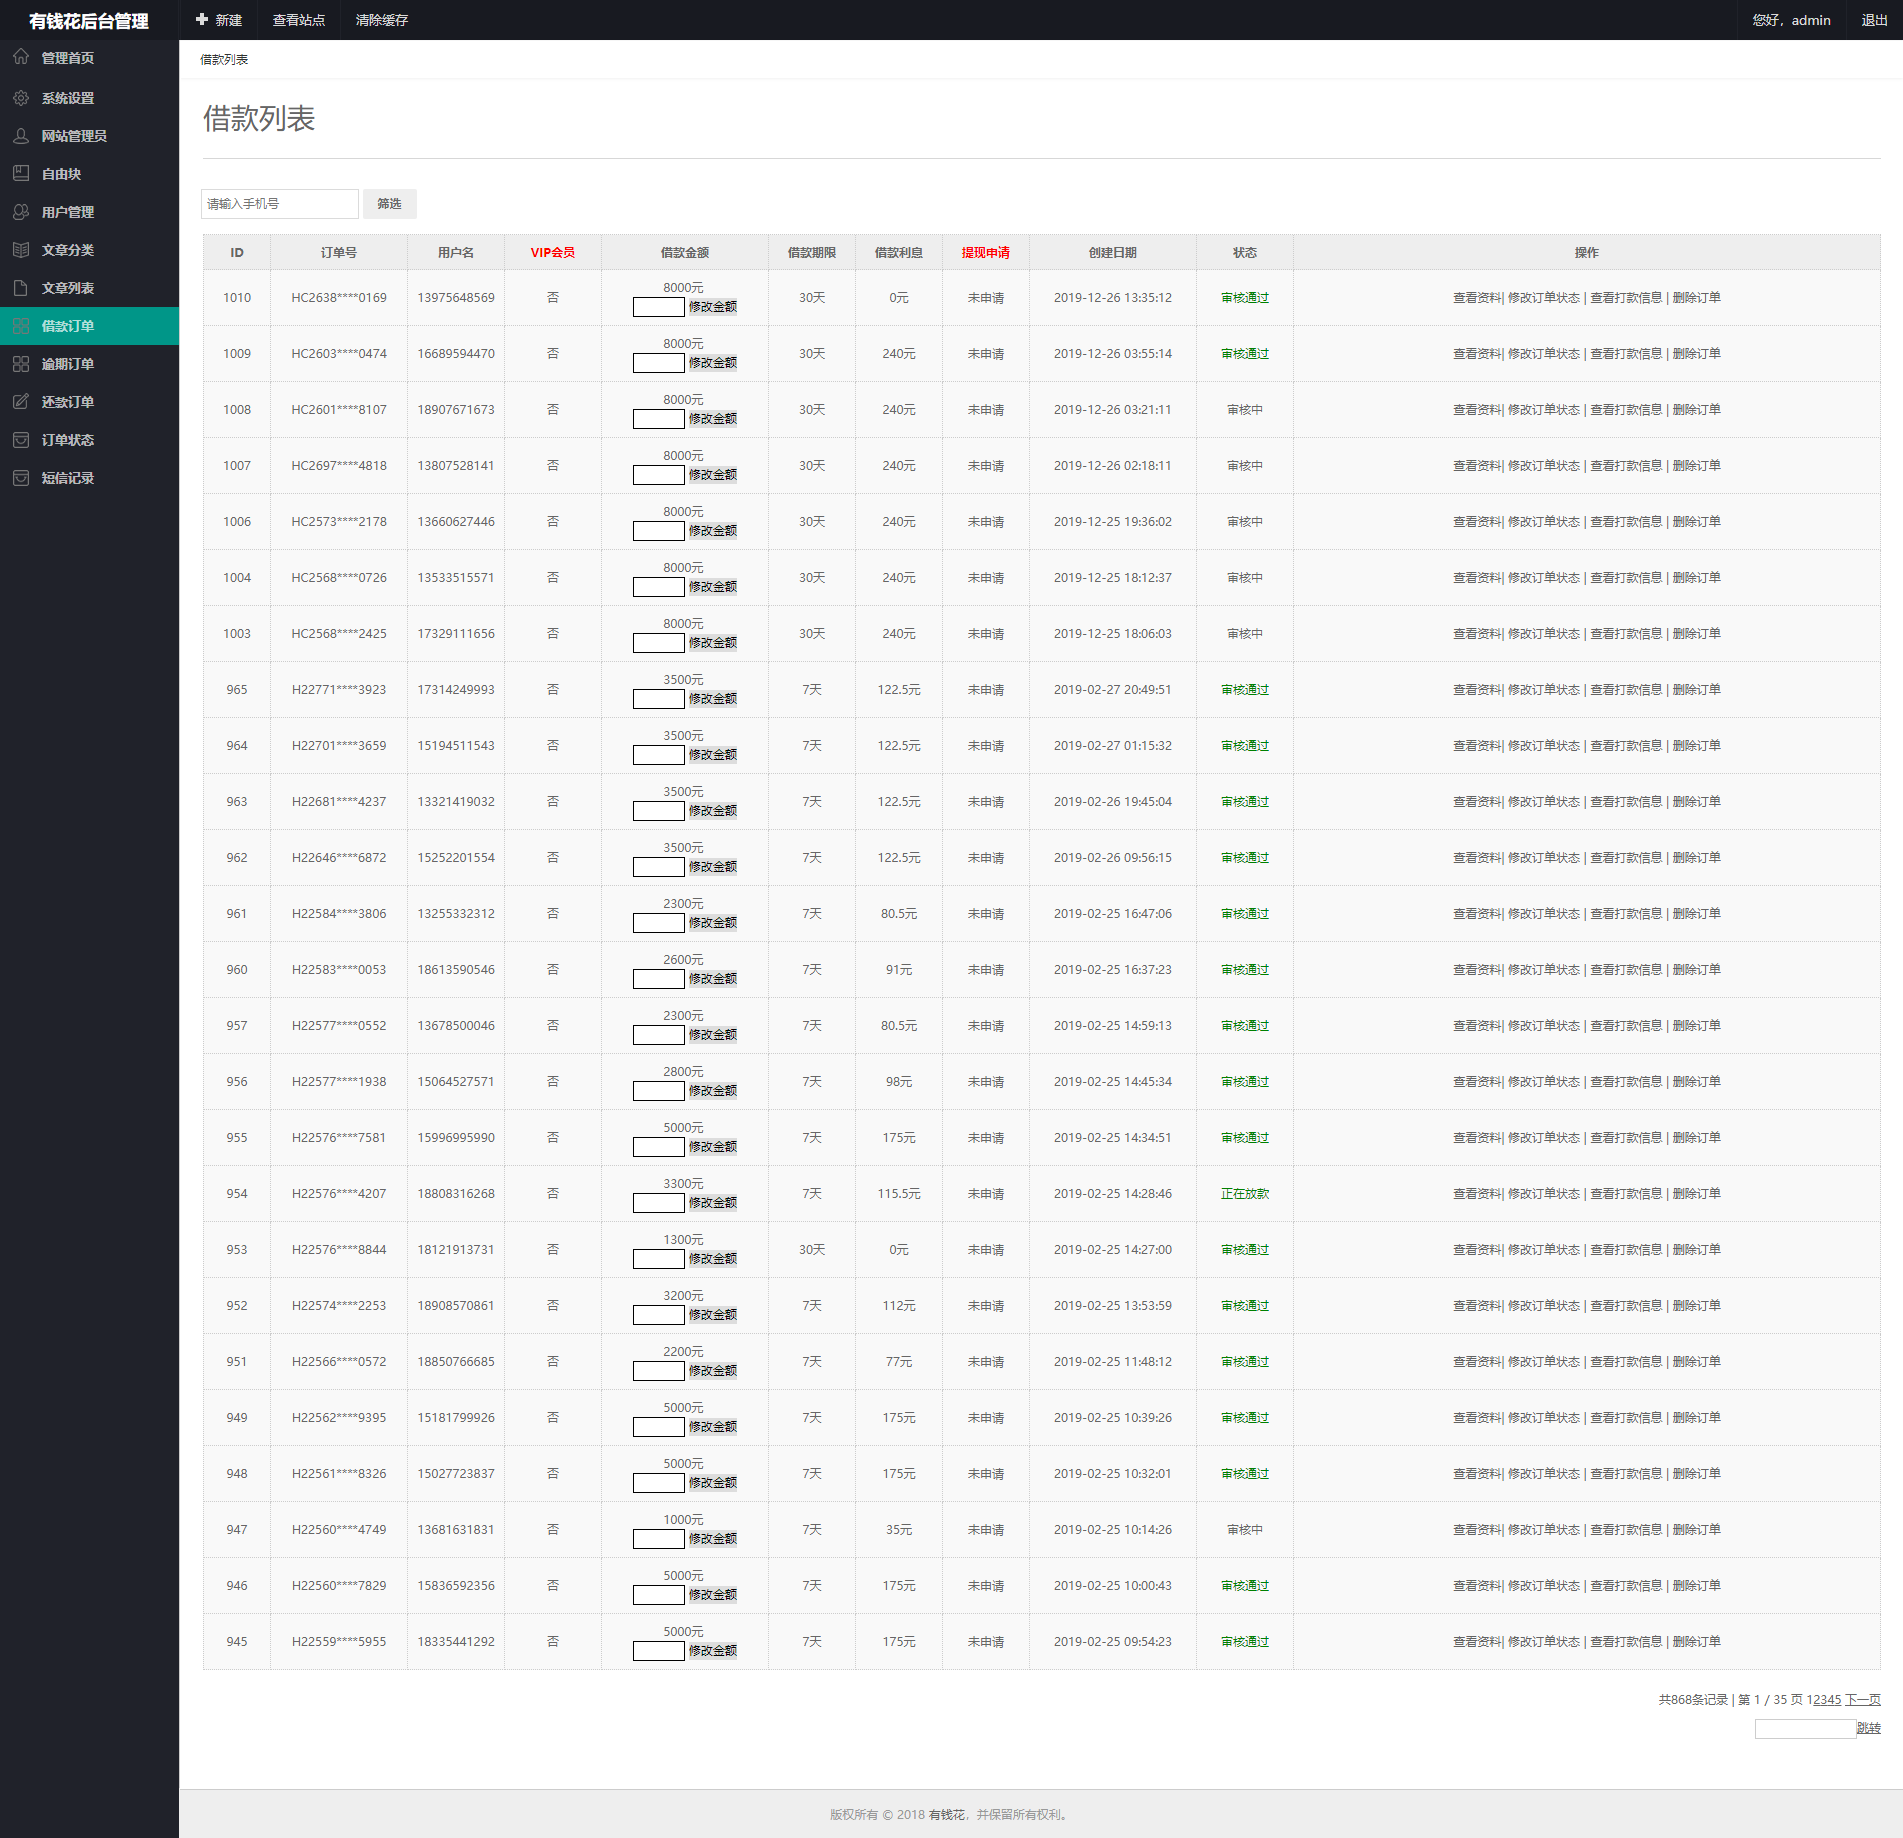 有钱花后台管理 新建 查看站点 清除缓存 您好，admin 退出
管理首页
系统设置
网站管理员
自由块
用户管理
文章分类
文章列表
借款订单
逾期订单
还款订单
订单状态
短信记录
借款列表
借款列表
请输入手机号 筛选
ID 订单号 用户名 VIP会员 借款金额 借款期限 借款利息 提现申请 创建日期 状态 操作
1010 HC2638****0169 13975648569 否 8000元 修改金额 30天 0元 未申请 2019-12-26 13:35:12 审核通过 查看资料| 修改订单状态 | 查看打款信息 | 删除订单
1009 HC2603****0474 16689594470 否 8000元 修改金额 30天 240元 未申请 2019-12-26 03:55:14 审核通过 查看资料| 修改订单状态 | 查看打款信息 | 删除订单
1008 HC2601****8107 18907671673 否 8000元 修改金额 30天 240元 未申请 2019-12-26 03:21:11 审核中 查看资料| 修改订单状态 | 查看打款信息 | 删除订单
1007 HC2697****4818 13807528141 否 8000元 修改金额 30天 240元 未申请 2019-12-26 02:18:11 审核中 查看资料| 修改订单状态 | 查看打款信息 | 删除订单
1006 HC2573****2178 13660627446 否 8000元 修改金额 30天 240元 未申请 2019-12-25 19:36:02 审核中 查看资料| 修改订单状态 | 查看打款信息 | 删除订单
1004 HC2568****0726 13533515571 否 8000元 修改金额 30天 240元 未申请 2019-12-25 18:12:37 审核中 查看资料| 修改订单状态 | 查看打款信息 | 删除订单
1003 HC2568****2425 17329111656 否 8000元 修改金额 30天 240元 未申请 2019-12-25 18:06:03 审核中 查看资料| 修改订单状态 | 查看打款信息 | 删除订单
965 H22771****3923 17314249993 否 3500元 修改金额 7天 122.5元 未申请 2019-02-27 20:49:51 审核通过 查看资料| 修改订单状态 | 查看打款信息 | 删除订单
964 H22701****3659 15194511543 否 3500元 修改金额 7天 122.5元 未申请 2019-02-27 01:15:32 审核通过 查看资料| 修改订单状态 | 查看打款信息 | 删除订单
963 H22681****4237 13321419032 否 3500元 修改金额 7天 122.5元 未申请 2019-02-26 19:45:04 审核通过 查看资料| 修改订单状态 | 查看打款信息 | 删除订单
962 H22646****6872 15252201554 否 3500元 修改金额 7天 122.5元 未申请 2019-02-26 09:56:15 审核通过 查看资料| 修改订单状态 | 查看打款信息 | 删除订单
961 H22584****3806 13255332312 否 2300元 修改金额 7天 80.5元 未申请 2019-02-25 16:47:06 审核通过 查看资料| 修改订单状态 | 查看打款信息 | 删除订单
960 H22583****0053 18613590546 否 2600元 修改金额 7天 91元 未申请 2019-02-25 16:37:23 审核通过 查看资料| 修改订单状态 | 查看打款信息 | 删除订单
957 H22577****0552 13678500046 否 2300元 修改金额 7天 80.5元 未申请 2019-02-25 14:59:13 审核通过 查看资料| 修改订单状态 | 查看打款信息 | 删除订单
956 H22577****1938 15064527571 否 2800元 修改金额 7天 98元 未申请 2019-02-25 14:45:34 审核通过 查看资料| 修改订单状态 | 查看打款信息 | 删除订单
955 H22576****7581 15996995990 否 5000元 修改金额 7天 175元 未申请 2019-02-25 14:34:51 审核通过 查看资料| 修改订单状态 | 查看打款信息 | 删除订单
954 H22576****4207 18808316268 否 3300元 修改金额 7天 115.5元 未申请 2019-02-25 14:28:46 正在放款 查看资料| 修改订单状态 | 查看打款信息 | 删除订单
953 H22576****8844 18121913731 否 1300元 修改金额 30天 0元 未申请 2019-02-25 14:27:00 审核通过 查看资料| 修改订单状态 | 查看打款信息 | 删除订单
952 H22574****2253 18908570861 否 3200元 修改金额 7天 112元 未申请 2019-02-25 13:53:59 审核通过 查看资料| 修改订单状态 | 查看打款信息 | 删除订单
951 H22566****0572 18850766685 否 2200元 修改金额 7天 77元 未申请 2019-02-25 11:48:12 审核通过 查看资料| 修改订单状态 | 查看打款信息 | 删除订单
949 H22562****9395 15181799926 否 5000元 修改金额 7天 175元 未申请 2019-02-25 10:39:26 审核通过 查看资料| 修改订单状态 | 查看打款信息 | 删除订单
948 H22561****8326 15027723837 否 5000元 修改金额 7天 175元 未申请 2019-02-25 10:32:01 审核通过 查看资料| 修改订单状态 | 查看打款信息 | 删除订单
947 H22560****4749 13681631831 否 1000元 修改金额 7天 35元 未申请 2019-02-25 10:14:26 审核中 查看资料| 修改订单状态 | 查看打款信息 | 删除订单
946 H22560****7829 15836592356 否 5000元 修改金额 7天 175元 未申请 2019-02-25 10:00:43 审核通过 查看资料| 修改订单状态 | 查看打款信息 | 删除订单
945 H22559****5955 18335441292 否 5000元 修改金额 7天 175元 未申请 2019-02-25 09:54:23 审核通过 查看资料| 修改订单状态 | 查看打款信息 | 删除订单
共868条记录 | 第 1 / 35 页 12345 下一页
跳转
版权所有 © 2018 有钱花，并保留所有权利。